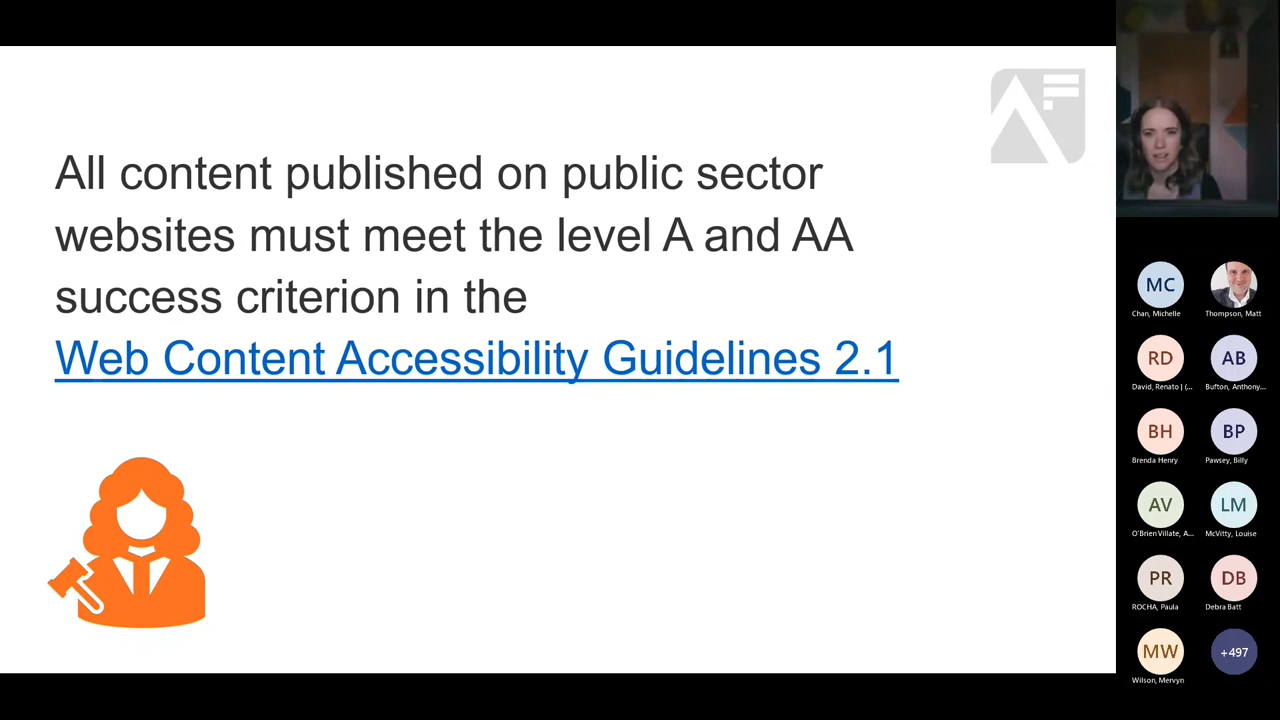 All content published on public sector
websites must meet the level A and AA
success criterion in the
Web Content Accessibility Guidelines 2.1
MC
Chan, Michelle
Thompson, Matt
RD
David, Renato J (...
AB
Bufton, Anthony...
BH
Brenda Henry
BP
Pawsey, Billy
AV
O'Brien Villate, A...
LM
McVitty, Louise
PR
ROCHA, Paula
DB
Debra Batt
MW
Wilson, Mervyn
+497